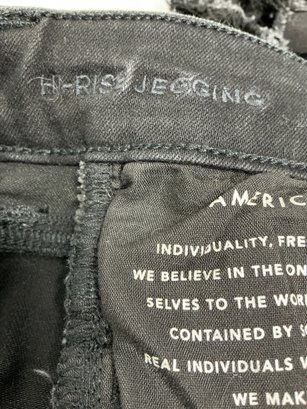 HI-RISE JEGGING
AMERIC
INDIVIDUALITY, FRE
WE BELIEVE IN THE ON
SELVES TO THE WOR
CONTAINED BY S
REAL INDIVIDUALS W
WE MAK